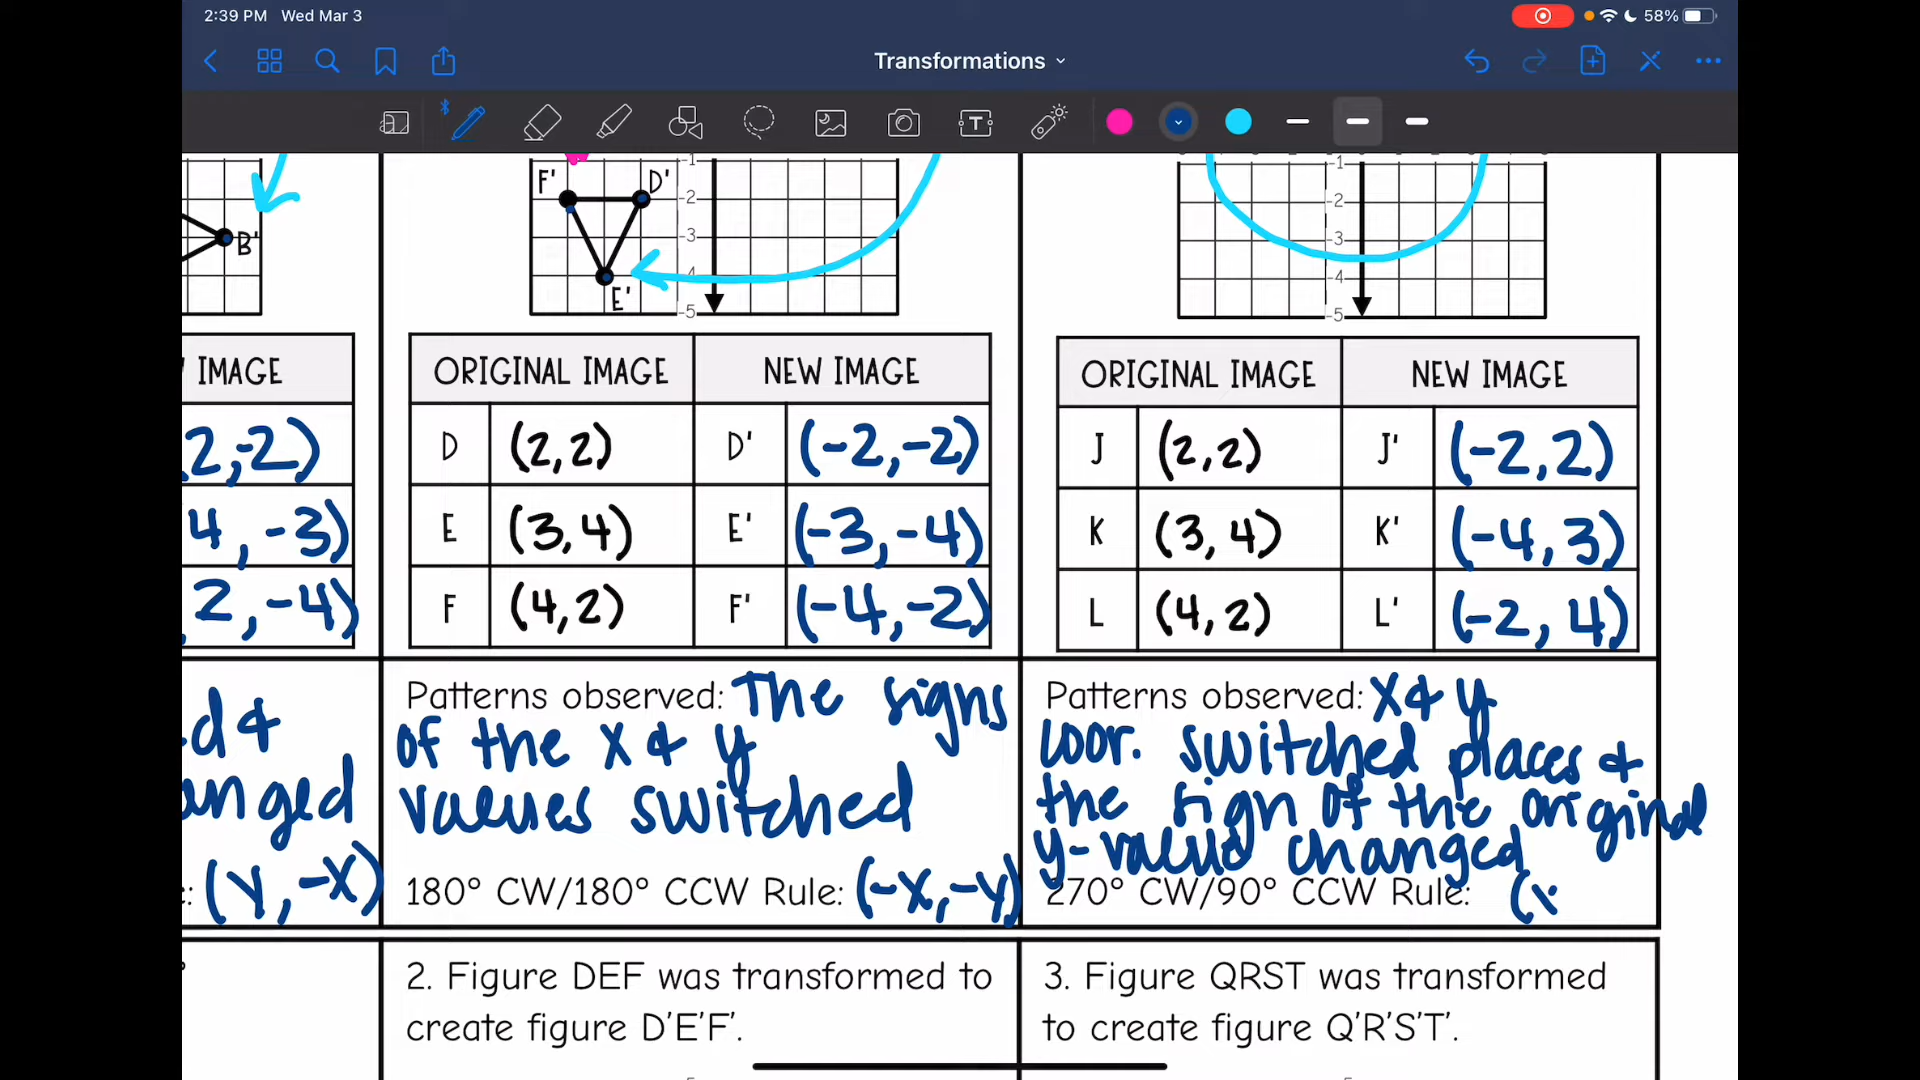 2:39 PM Wed Mar 3
58%
Transformations
T
B'
IMAGE
2,-2)
4, -3)
2, -4)
d &
anged
: (y, -x)
F'
D'
E'
-1
-2
-3
-4
-5
ORIGINAL IMAGE NEW IMAGE
D (2,2) D' (-2,-2)
E (3,4) E' (-3,-4)
F (4,2) F' (-4,-2)
Patterns observed: The signs
of the x & y
values switched
180° CW/180° CCW Rule: (-x,-y)
-1
-2
-3
-4
-5
ORIGINAL IMAGE NEW IMAGE
J (2,2) J' (-2,2)
K (3,4) K' (-4,3)
L (4,2) L' (-2,4)
Patterns observed: x & y
coor. switched places &
the sign of the original
y-value changed
270° CW/90° CCW Rule: (
2. Figure DEF was transformed to
create figure D'E'F'.
3. Figure QRST was transformed
to create figure Q'R'S'T'.